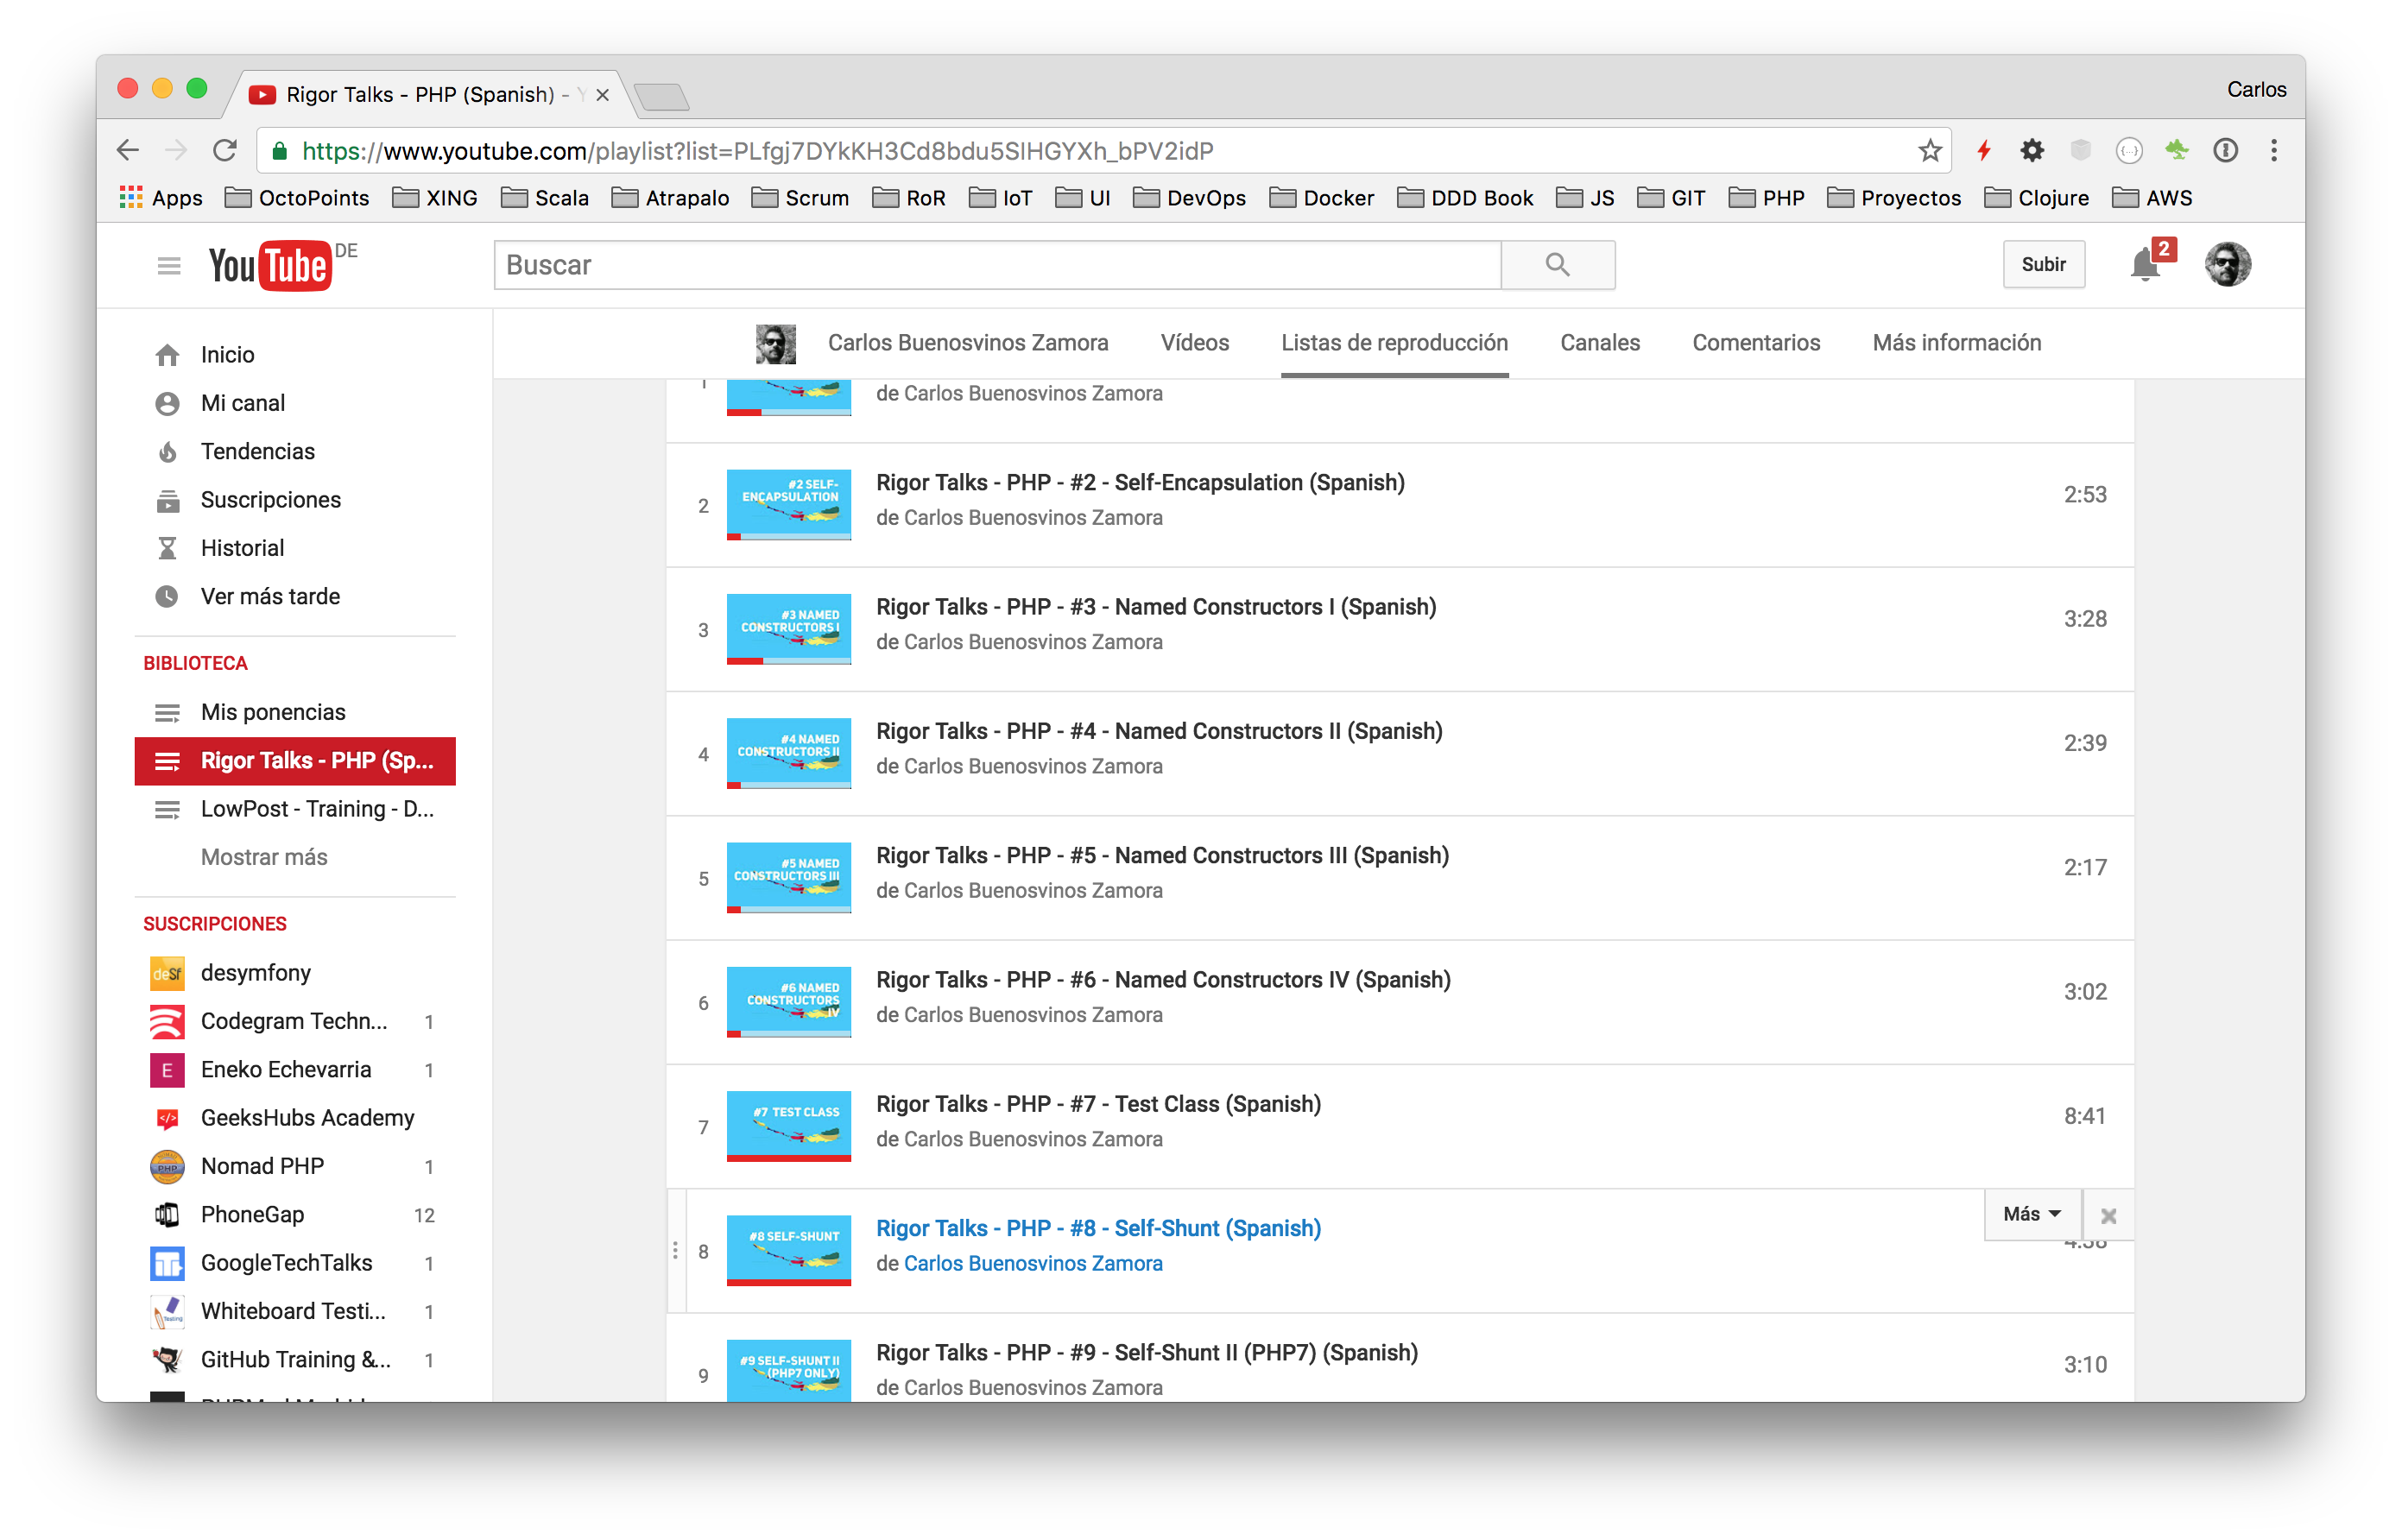 Rigor Talks - PHP (Spanish) - Y
Carlos
https://www.youtube.com/playlist?list=PLfgj7DYkKH3Cd8bdu5SIHGYXh_bPV2idP
Apps OctoPoints XING Scala Atrapalo Scrum RoR IoT UI DevOps Docker DDD Book JS GIT PHP Proyectos Clojure AWS
YouTube DE
Buscar
Subir
2
Inicio
Mi canal
Tendencias
Suscripciones
Historial
Ver más tarde
BIBLIOTECA
Mis ponencias
Rigor Talks - PHP (Sp...
LowPost - Training - D...
Mostrar más
SUSCRIPCIONES
deSf desymfony
Codegram Techn... 1
E Eneko Echevarria 1
GeeksHubs Academy
PHP Nomad PHP 1
PhoneGap 12
GoogleTechTalks 1
Whiteboard Testi... 1
GitHub Training &... 1
Carlos Buenosvinos Zamora Vídeos Listas de reproducción Canales Comentarios Más información
1
de Carlos Buenosvinos Zamora
2
#2 SELF-
ENCAPSULATION
Rigor Talks - PHP - #2 - Self-Encapsulation (Spanish)
de Carlos Buenosvinos Zamora
2:53
3
#3 NAMED
CONSTRUCTORS I
Rigor Talks - PHP - #3 - Named Constructors I (Spanish)
de Carlos Buenosvinos Zamora
3:28
4
#4 NAMED
CONSTRUCTORS II
Rigor Talks - PHP - #4 - Named Constructors II (Spanish)
de Carlos Buenosvinos Zamora
2:39
5
#5 NAMED
CONSTRUCTORS III
Rigor Talks - PHP - #5 - Named Constructors III (Spanish)
de Carlos Buenosvinos Zamora
2:17
6
#6 NAMED
CONSTRUCTORS
IV
Rigor Talks - PHP - #6 - Named Constructors IV (Spanish)
de Carlos Buenosvinos Zamora
3:02
7
#7 TEST CLASS
Rigor Talks - PHP - #7 - Test Class (Spanish)
de Carlos Buenosvinos Zamora
8:41
8
#8 SELF-SHUNT
Rigor Talks - PHP - #8 - Self-Shunt (Spanish)
de Carlos Buenosvinos Zamora
Más
9
#9 SELF-SHUNT II
(PHP7 ONLY)
Rigor Talks - PHP - #9 - Self-Shunt II (PHP7) (Spanish)
de Carlos Buenosvinos Zamora
3:10